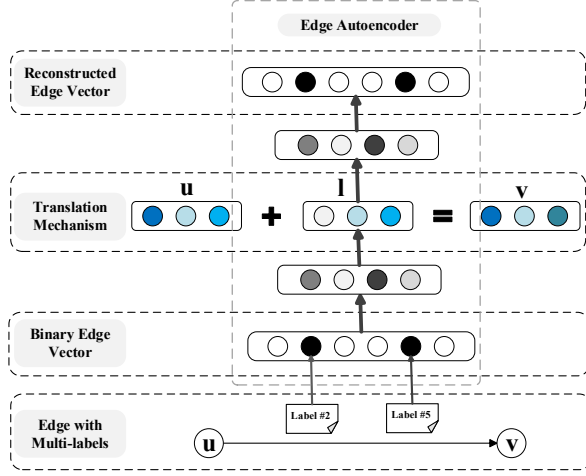 Edge Autoencoder
Reconstructed
Edge Vector
u
l
v
Translation
Mechanism
+
=
Binary Edge
Vector
Label #2
Label #5
Edge with
Multi-labels
u
v